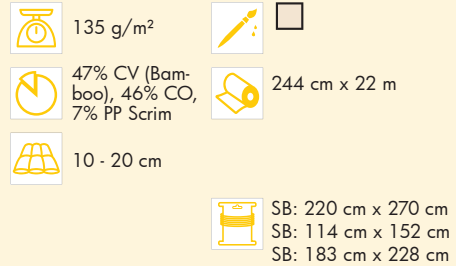 135 g/m²
47% CV (Bam-
boo), 46% CO,
7% PP Scrim
244 cm x 22 m
10 - 20 cm
SB: 220 cm x 270 cm
SB: 114 cm x 152 cm
SB: 183 cm x 228 cm